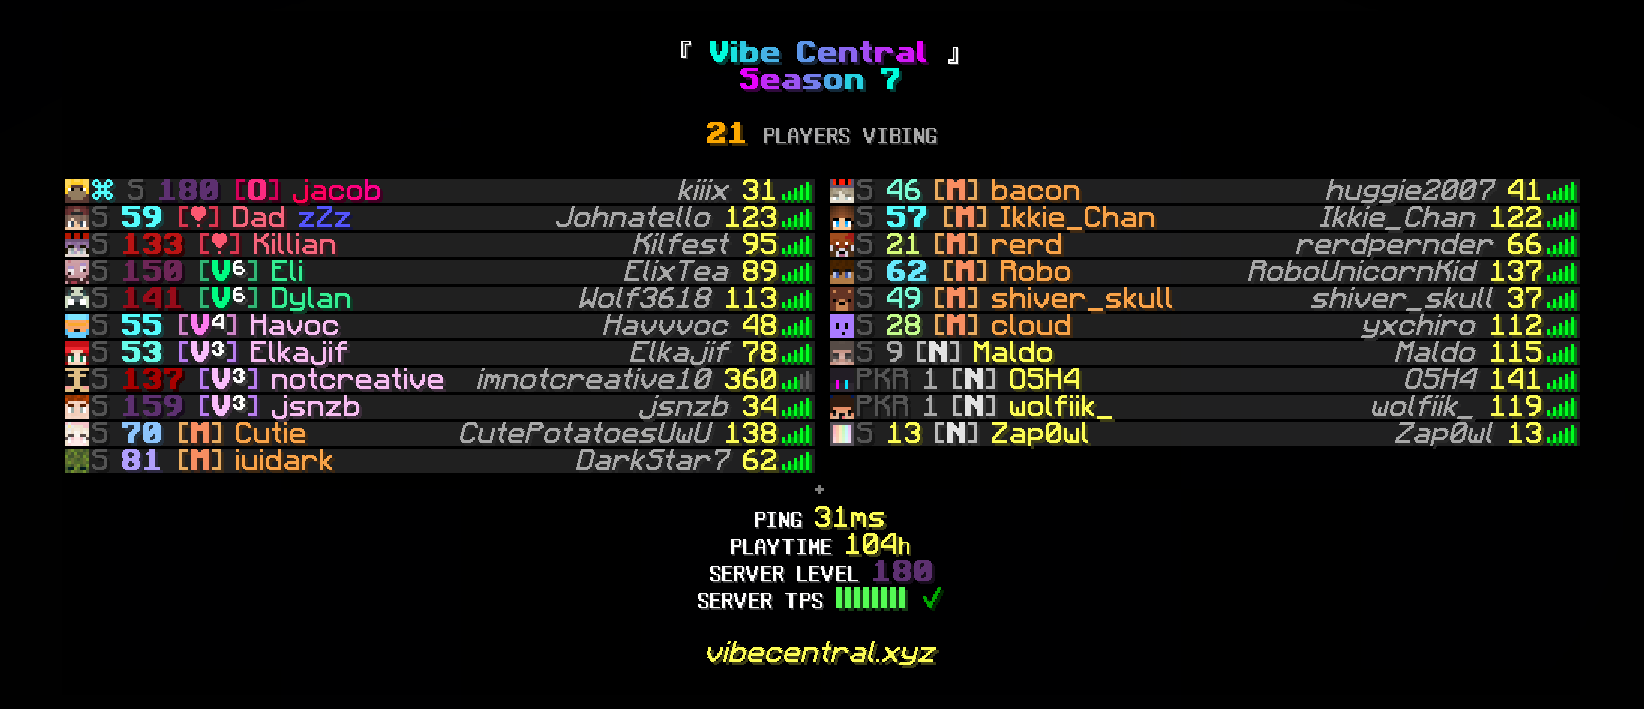 『 Vibe Central 』
Season 7
21 PLAYERS VIBING
⌘ S 180 [O] jacob kiiix 31
S 59 [♥] Dad zZz Johnatello 123
S 133 [♥] Killian Kilfest 95
S 150 [V⁶] Eli ElixTea 89
S 141 [V⁶] Dylan Wolf3618 113
S 55 [V⁴] Havoc Havvvoc 48
S 53 [V³] Elkajif Elkajif 78
S 137 [V³] notcreative imnotcreative10 360
S 159 [V³] jsnzb jsnzb 34
S 70 [M] Cutie CutePotatoesUwU 138
S 81 [M] iuidark DarkStar7 62
S 46 [M] bacon huggie2007 41
S 57 [M] Ikkie_Chan Ikkie_Chan 122
S 21 [M] rerd rerdpernder 66
S 62 [M] Robo RoboUnicornKid 137
S 49 [M] shiver_skull shiver_skull 37
S 28 [M] cloud yxchiro 112
S 9 [N] Maldo Maldo 115
PKR 1 [N] O5H4 O5H4 141
PKR 1 [N] wolfiik_ wolfiik_ 119
S 13 [N] Zap0wl Zap0wl 13
+
PING 31ms
PLAYTIME 104h
SERVER LEVEL 180
SERVER TPS ✓
vibecentral.xyz